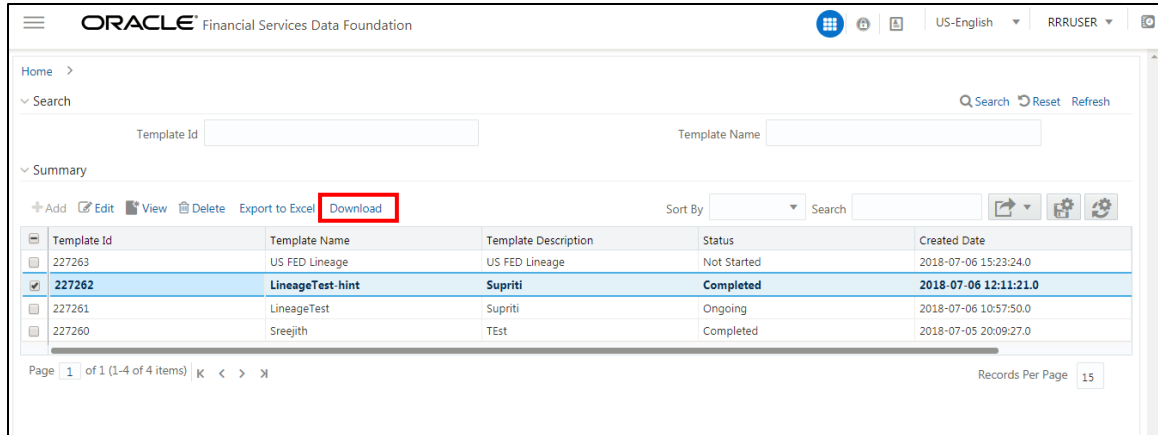 ORACLE® Financial Services Data Foundation US-English RRRUSER
Home >
Search Search Reset Refresh
Template Id Template Name
Summary
Add Edit View Delete Export to Excel Download Sort By Search
Template Id Template Name Template Description Status Created Date
227263 US FED Lineage US FED Lineage Not Started 2018-07-06 15:23:24.0
227262 LineageTest-hint Supriti Completed 2018-07-06 12:11:21.0
227261 LineageTest Supriti Ongoing 2018-07-06 10:57:50.0
227260 Sreejith TEst Completed 2018-07-05 20:09:27.0
Page 1 of 1 (1-4 of 4 items) Records Per Page 15